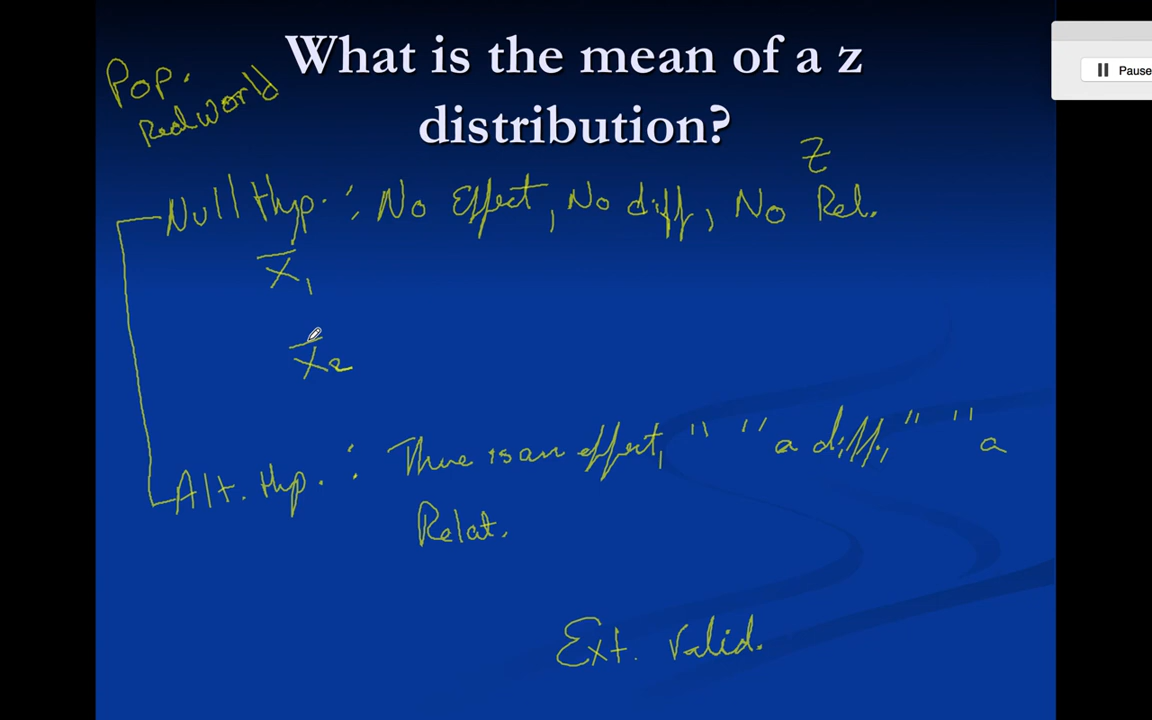 What is the mean of a z
distribution?
Pause
Pop:
Real world
z
Null Hyp. : No Effect, No diff, No Rel.
X̄₁
X̄₂
Alt. Hyp. : There is an effect, " " a diff, " " a
Relat.
Ext. Valid.